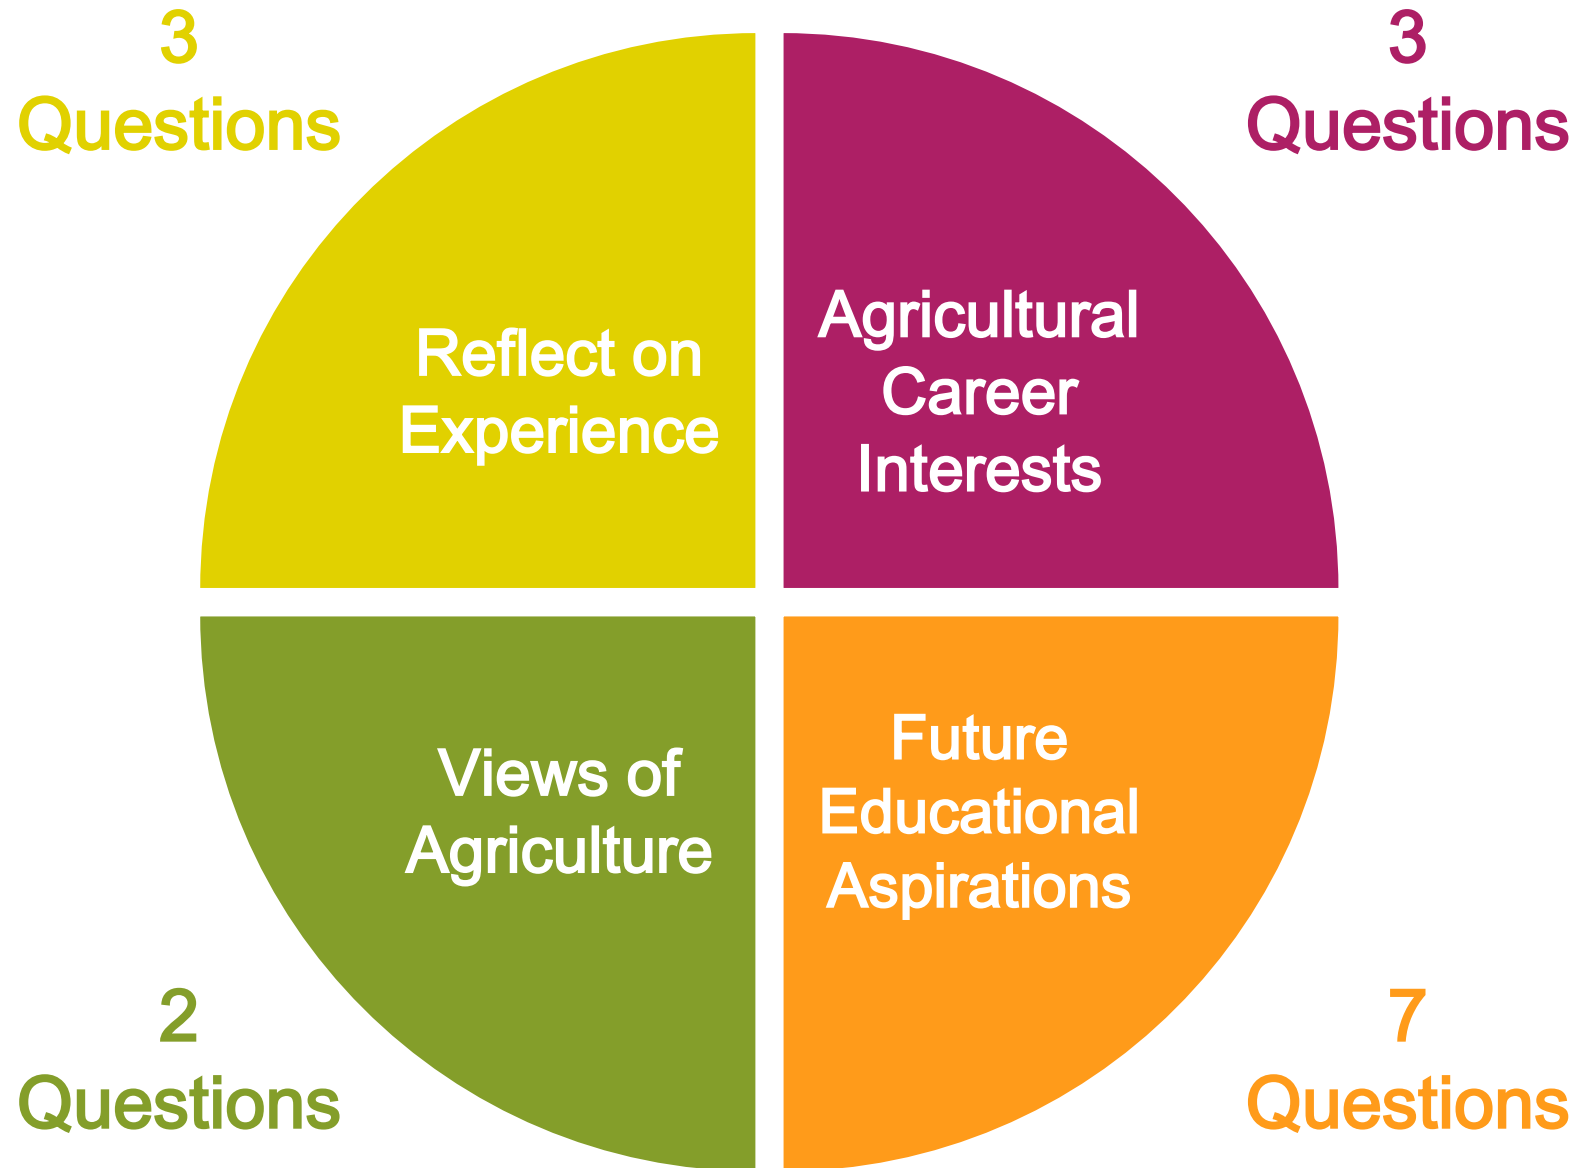 3
Questions
3
Questions
Reflect on
Experience
Agricultural
Career
Interests
Views of
Agriculture
Future
Educational
Aspirations
2
Questions
7
Questions